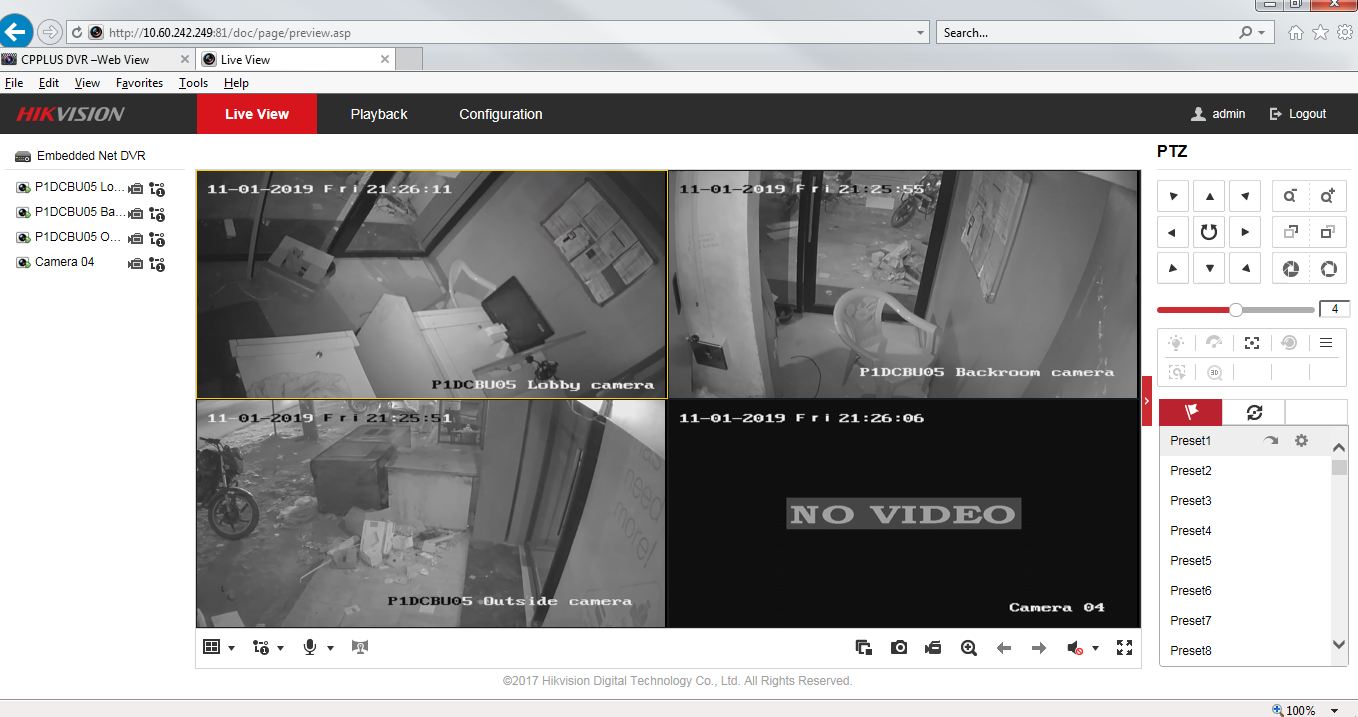 http://10.60.242.249:81/doc/page/preview.asp
Search...
CPPLUS DVR –Web View
Live View
File Edit View Favorites Tools Help
HIKVISION
Live View
Playback
Configuration
admin
Logout
Embedded Net DVR
P1DCBU05 Lo...
P1DCBU05 Ba...
P1DCBU05 O...
Camera 04
11-01-2019 Fri 21:26:11
P1DCBU05 Lobby camera
11-01-2019 Fri 21:25:55
P1DCBU05 Backroom camera
11-01-2019 Fri 21:25:51
need
more!
P1DCBU05 Outside camera
11-01-2019 Fri 21:26:06
NO VIDEO
Camera 04
PTZ
4
3D
Preset1
Preset2
Preset3
Preset4
Preset5
Preset6
Preset7
Preset8
©2017 Hikvision Digital Technology Co., Ltd. All Rights Reserved.
100%